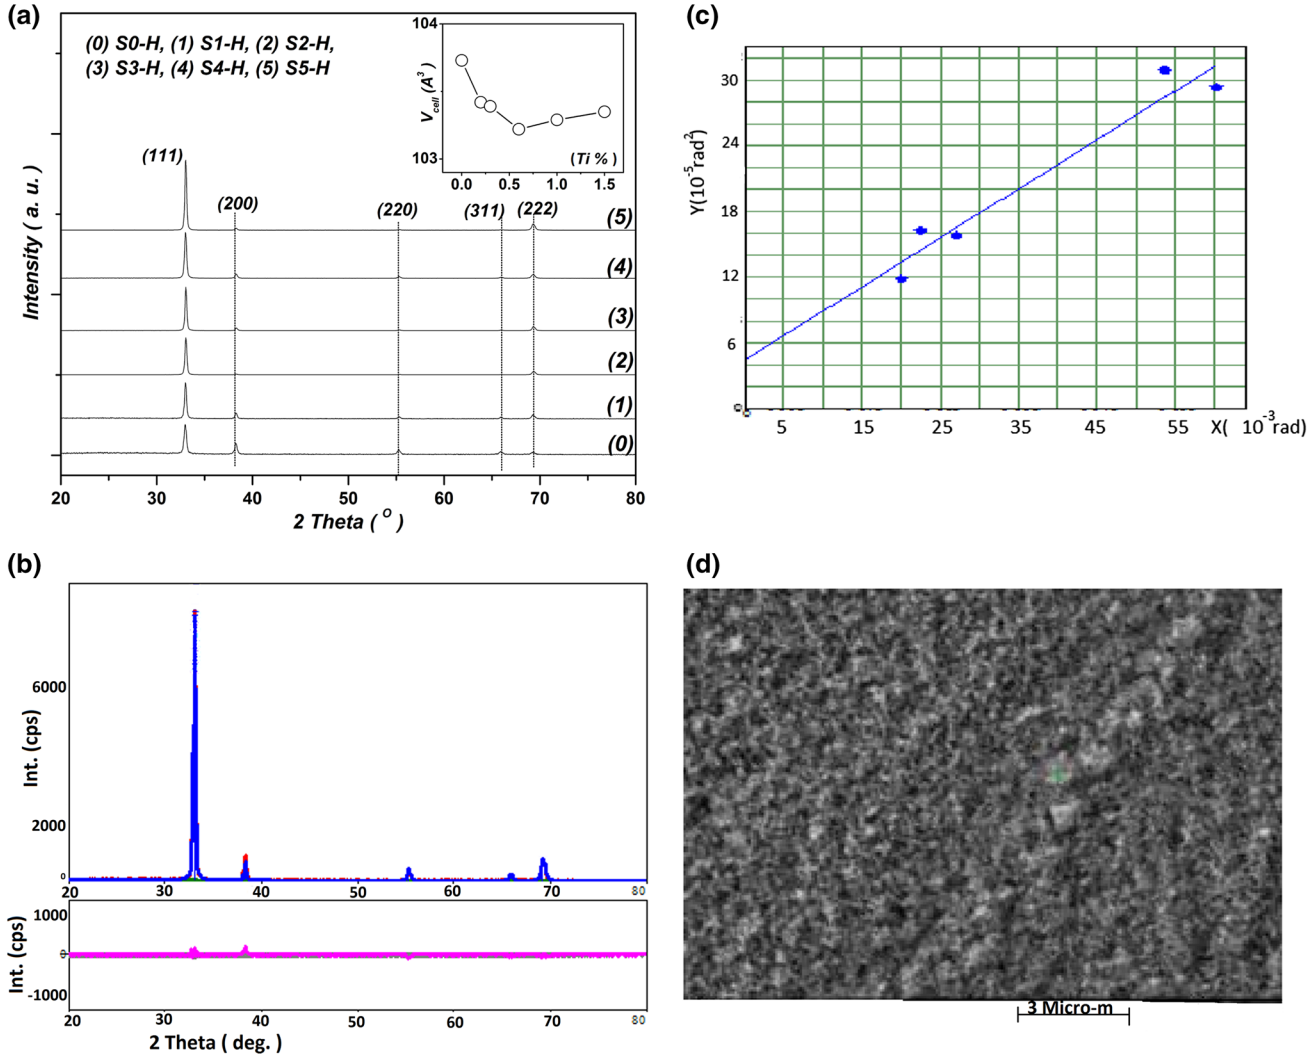 (a)
(0) S0-H, (1) S1-H, (2) S2-H,
(3) S3-H, (4) S4-H, (5) S5-H
104
103
Vcell (A³)
(Ti %)
0.0 0.5 1.0 1.5
(111)
(200)
(220)
(311)
(222)
(5)
(4)
(3)
(2)
(1)
(0)
Intensity ( a. u. )
20 30 40 50 60 70 80
2 Theta ( O )
(b)
6000
2000
0
Int. (cps)
20 30 40 50 60 70 80
1000
0
-1000
Int. (cps)
20 30 40 50 60 70 80
2 Theta ( deg. )
(c)
30
24
18
12
6
0
Y(10⁻⁵rad²)
5 15 25 35 45 55 X( 10⁻³rad)
(d)
3 Micro-m